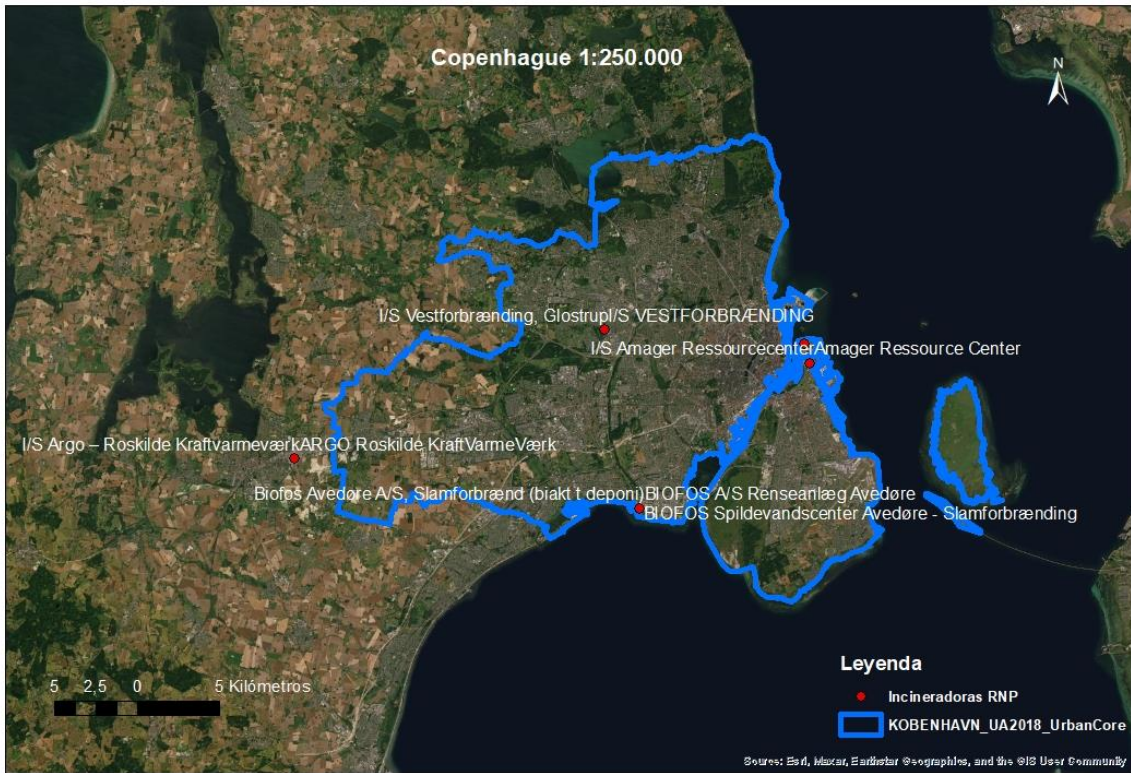 Copenhague 1:250.000
N
I/S Vestforbrænding, GlostrupI/S VESTFORBRÆNDING
I/S Amager RessourcecenterAmager Ressource Center
I/S Argo – Roskilde KraftvarmeværkARGO Roskilde KraftVarmeVærk
Biofos Avedøre A/S, Slamforbrænd (biakt t deponi)BIOFOS A/S Renseanlæg Avedøre
BIOFOS Spildevandscenter Avedøre - Slamforbrænding
Leyenda
5 2,5 0 5 Kilómetros
Incineradoras RNP
KOBENHAVN_UA2018_UrbanCore
Source: Esri, Maxar, Earthstar Geographics, and the GIS User Community